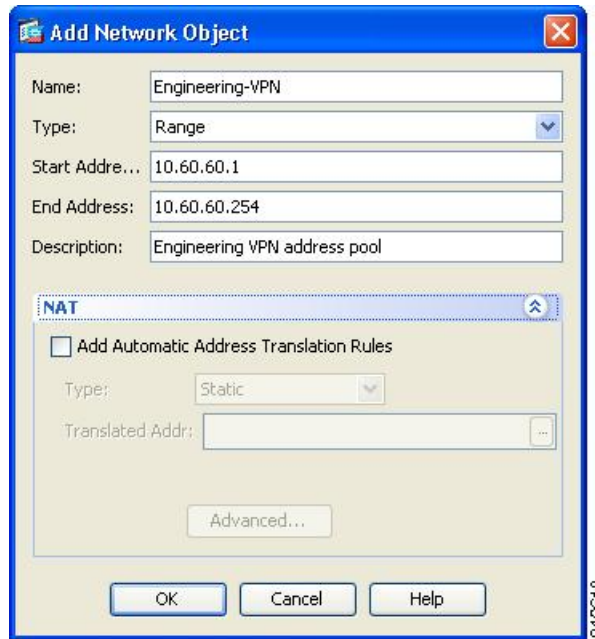 Add Network Object
Name: Engineering-VPN
Type: Range
Start Addre... 10.60.60.1
End Address: 10.60.60.254
Description: Engineering VPN address pool
NAT
Add Automatic Address Translation Rules
Type: Static
Translated Addr: ...
Advanced...
OK Cancel Help